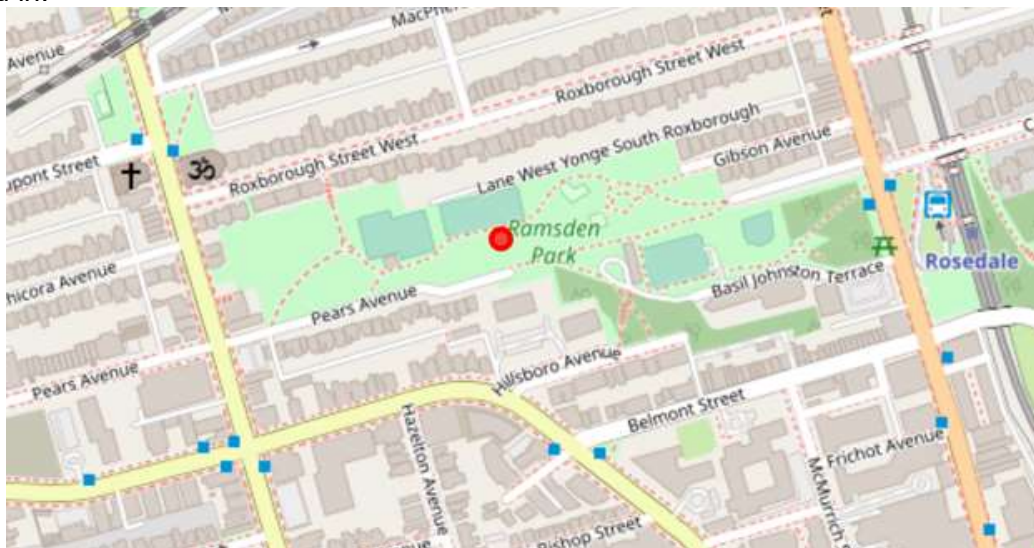 MacPhe
Avenue
Roxborough Street West
Lane West Yonge South Roxborough
Gibson Avenue
upont Street
Roxborough Street West
ॐ
Ramsden
Park
Rosedale
hicora Avenue
Basil Johnston Terrace
Pears Avenue
Pears Avenue
Hillsboro Avenue
Belmont Street
Hazelton Avenue
Frichot Avenue
McMurrich S
Bishop Street